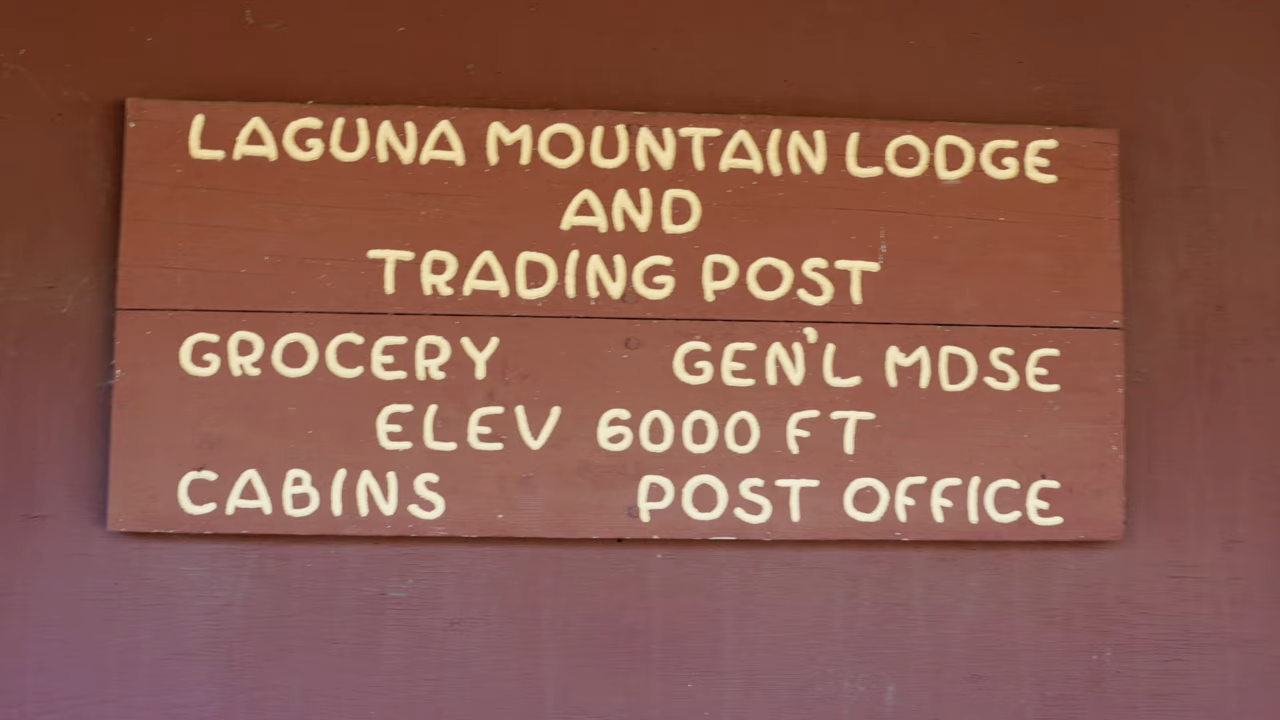 LAGUNA MOUNTAIN LODGE
AND
TRADING POST
GROCERY GEN'L MDSE
ELEV 6000 FT
CABINS POST OFFICE